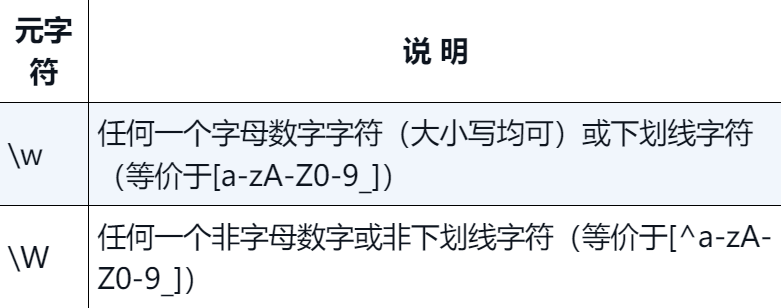 元字
符
说 明
\w
任何一个字母数字字符（大小写均可）或下划线字符
（等价于[a-zA-Z0-9_]）
\W
任何一个非字母数字或非下划线字符（等价于[^a-zA-
Z0-9_]）